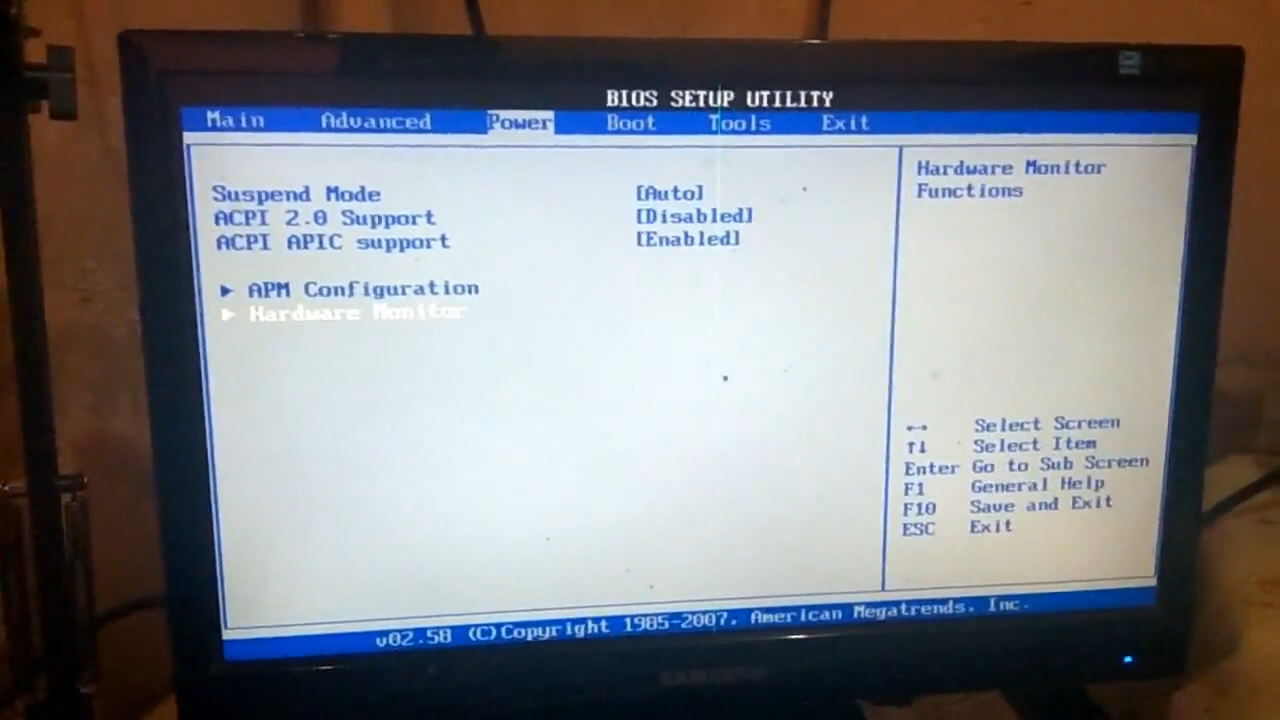 BIOS SETUP UTILITY
Main Advanced Power Boot Tools Exit
Suspend Mode [Auto]
ACPI 2.0 Support [Disabled]
ACPI APIC support [Enabled]
► APM Configuration
► Hardware Monitor
Hardware Monitor
Functions
↔ Select Screen
↑↓ Select Item
Enter Go to Sub Screen
F1 General Help
F10 Save and Exit
ESC Exit
v02.58 (C)Copyright 1985-2007, American Megatrends, Inc.
SAMSUNG